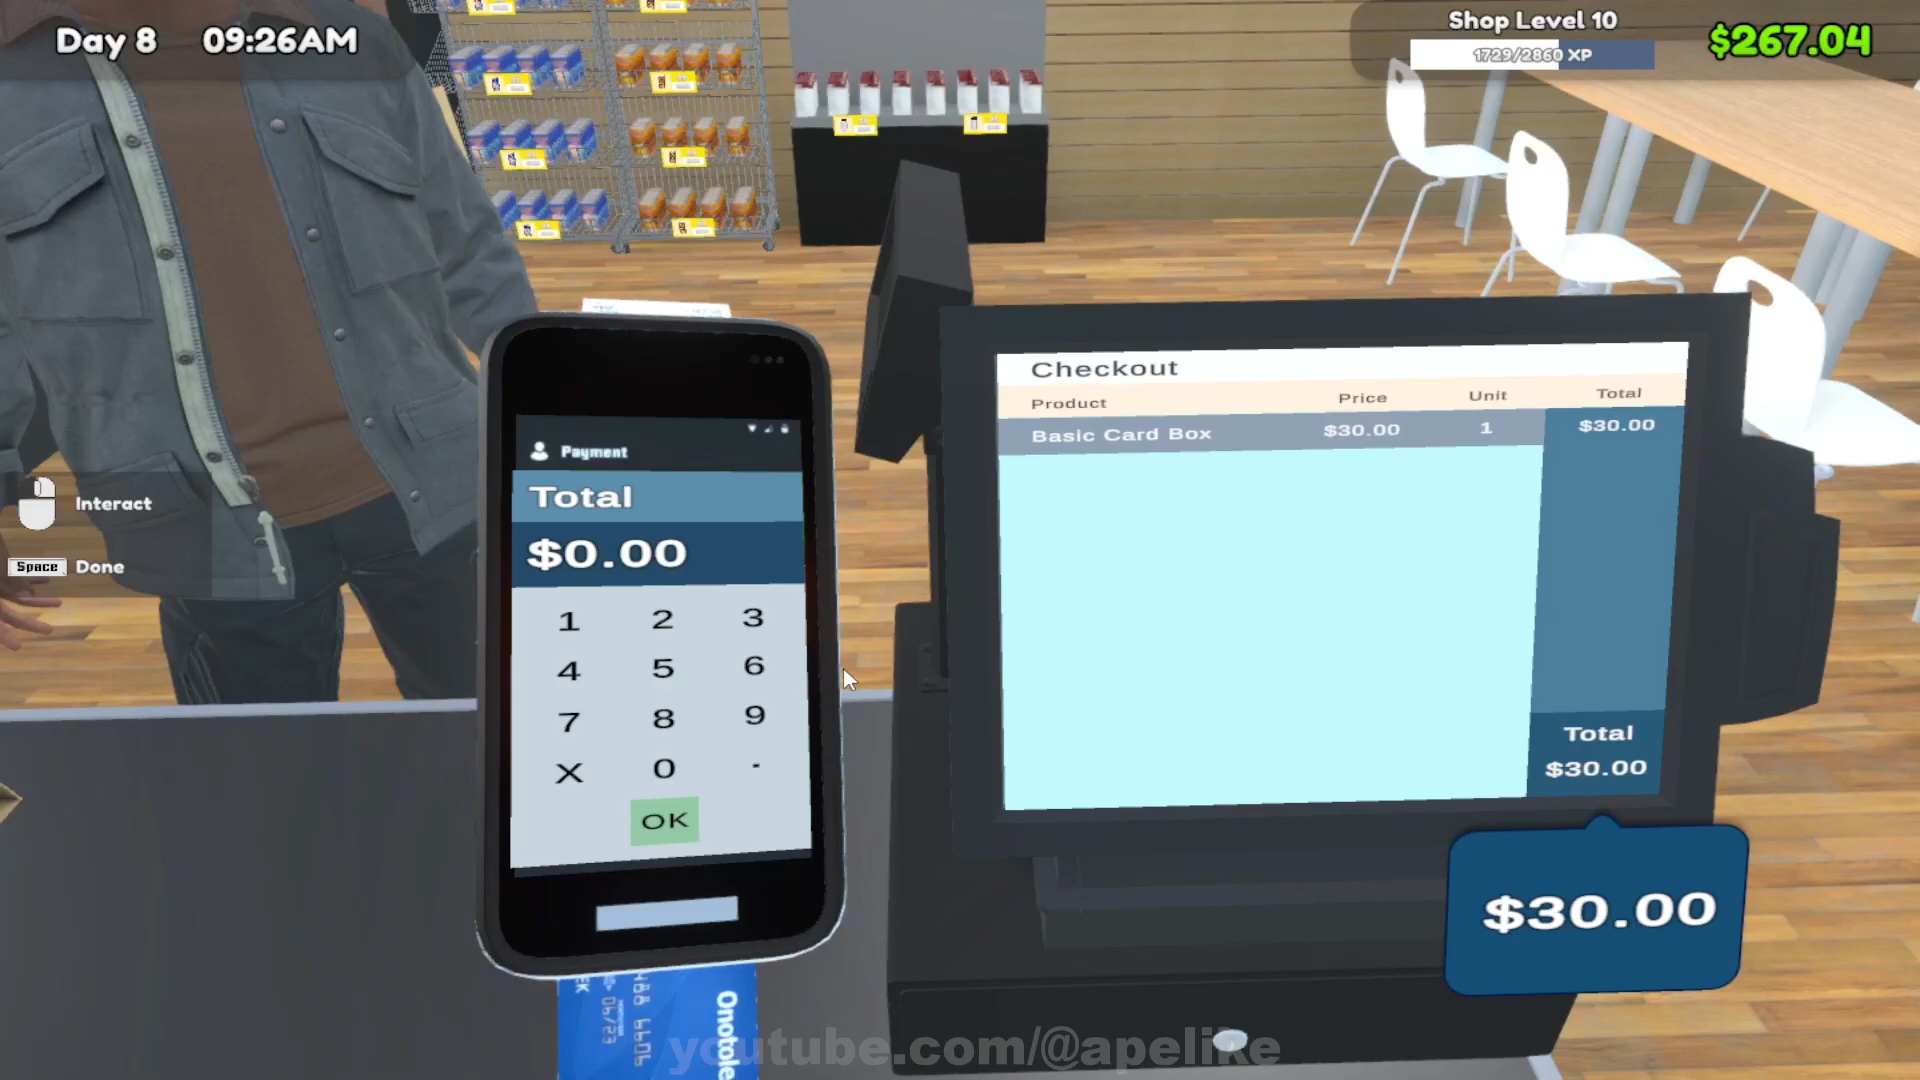 Day 8 09:26AM
Shop Level 10
1729/2860 XP
$267.04
Interact
Space Done
Payment
Total
$0.00
1 2 3
4 5 6
7 8 9
X 0 .
OK
Checkout
Product Price Unit Total
Basic Card Box $30.00 1 $30.00
Total
$30.00
$30.00
06/23
youtube.com/@apelike